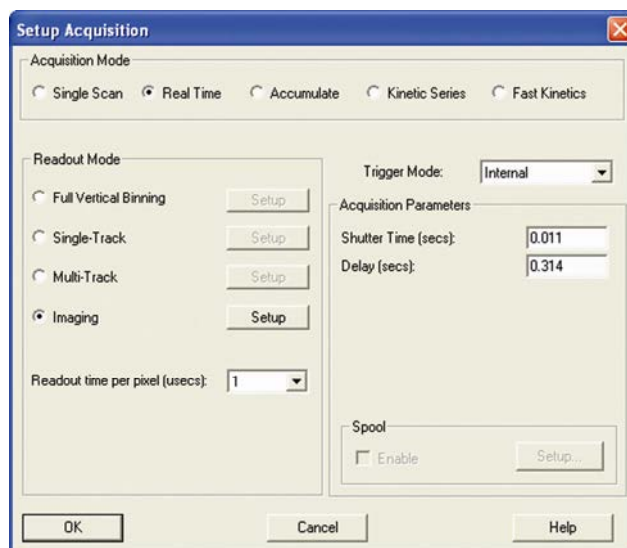 Setup Acquisition
Acquisition Mode
Single Scan Real Time Accumulate Kinetic Series Fast Kinetics
Readout Mode
Full Vertical Binning Setup
Single-Track Setup
Multi-Track Setup
Imaging Setup
Readout time per pixel (usecs): 1
Trigger Mode: Internal
Acquisition Parameters
Shutter Time (secs): 0.011
Delay (secs): 0.314
Spool
Enable Setup...
OK Cancel Help